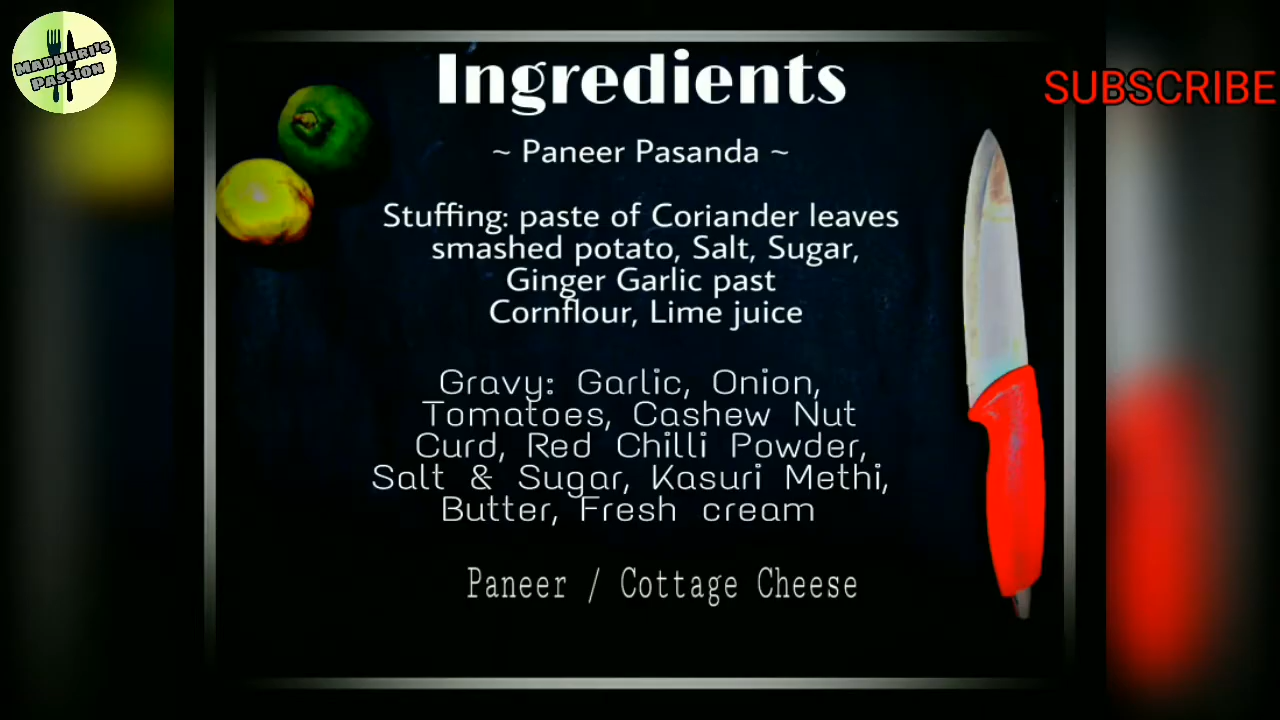 MADHURI'S
PASSION
SUBSCRIBE
Ingredients
~ Paneer Pasanda ~
Stuffing: paste of Coriander leaves
smashed potato, Salt, Sugar,
Ginger Garlic past
Cornflour, Lime juice
Gravy: Garlic, Onion,
Tomatoes, Cashew Nut
Curd, Red Chilli Powder,
Salt & Sugar, Kasuri Methi,
Butter, Fresh cream
Paneer / Cottage Cheese